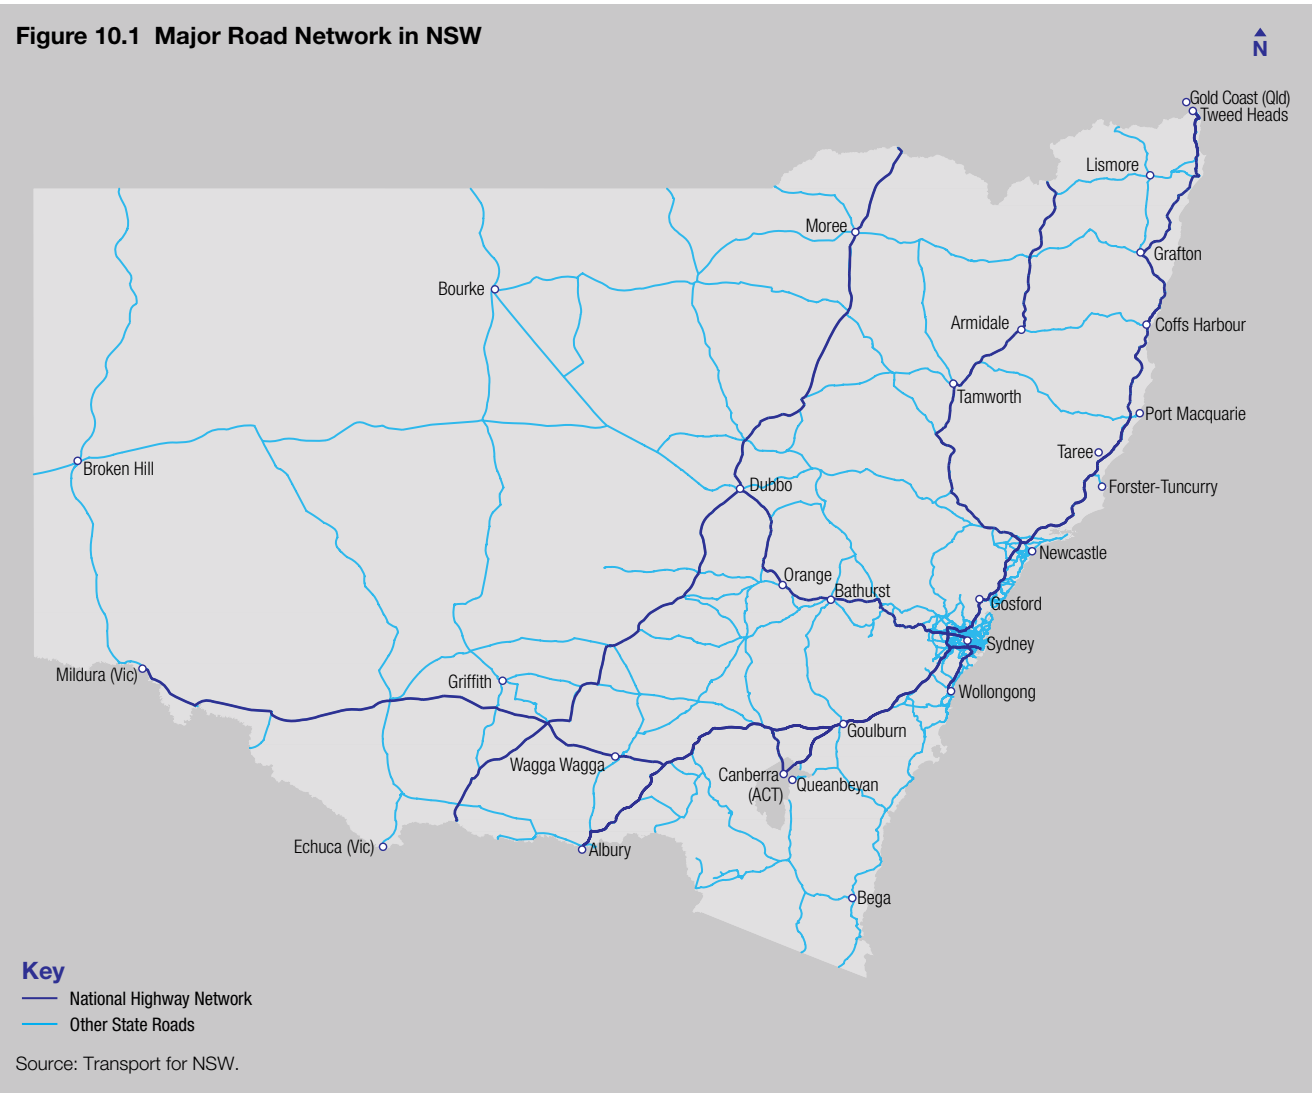 Figure 10.1 Major Road Network in NSW
N
Gold Coast (Qld)
Tweed Heads
Lismore
Moree
Grafton
Bourke
Armidale
Coffs Harbour
Tamworth
Port Macquarie
Taree
Broken Hill
Dubbo
Forster-Tuncurry
Newcastle
Orange
Bathurst
Gosford
Sydney
Mildura (Vic)
Griffith
Wollongong
Goulburn
Wagga Wagga
Canberra
(ACT)
Queanbeyan
Echuca (Vic)
Albury
Bega
Key
National Highway Network
Other State Roads
Source: Transport for NSW.